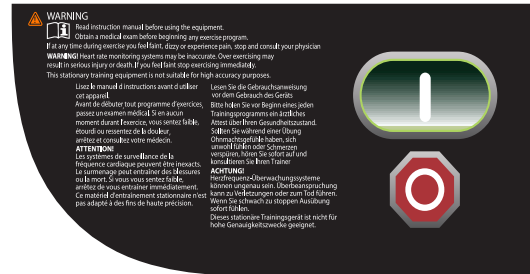 WARNING
Read instruction manual before using the equipment.
Obtain a medical exam before beginning any exercise program.
If at any time during exercise you feel faint, dizzy or experience pain, stop and consult your physician
WARNING! Heart rate monitoring systems may be inaccurate. Over exercising may
result in serious injury or death. If you feel faint stop exercising immediately.
This stationary training equipment is not suitable for high accuracy purposes.
Lisez le manuel d instructions avant d utiliser
cet appareil.
Avant de débuter tout programme d'exercices,
passez un examen médical. Si en aucun
moment durant l'exercice, vous sentez faible,
étourdi ou ressentez de la douleur,
arrêtez et consultez votre médecin.
ATTENTION!
Les systèmes de surveillance de la
fréquence cardiaque peuvent être inexacts.
Le surmenage peut entraîner des blessures
ou la mort. Si vous vous sentez faible,
arrêtez de vous entraîner immédiatement.
Ce matériel d'entraînement stationnaire n'est
pas adapté à des fins de haute précision.
Lesen Sie die Gebrauchsanweisung
vor dem Gebrauch des Geräts
Bitte holen Sie vor Beginn eines jeden
Trainingsprogramms ein ärztliches
Attest über Ihren Gesundheitszustand.
Sollten Sie während einer Übung
Ohnmachtsgefühle haben, sich
unwohl fühlen oder Schmerzen
verspüren, hören Sie sofort auf und
konsultieren Sie Ihren Trainer
ACHTUNG!
Herzfrequenz-Überwachungssysteme
können ungenau sein. Überbeanspruchung
kann zu Verletzungen oder zum Tod führen.
Wenn Sie schwach zu stoppen Ausübung
sofort fühlen.
Dieses stationäre Trainingsgerät ist nicht für
hohe Genauigkeitszwecke geeignet.